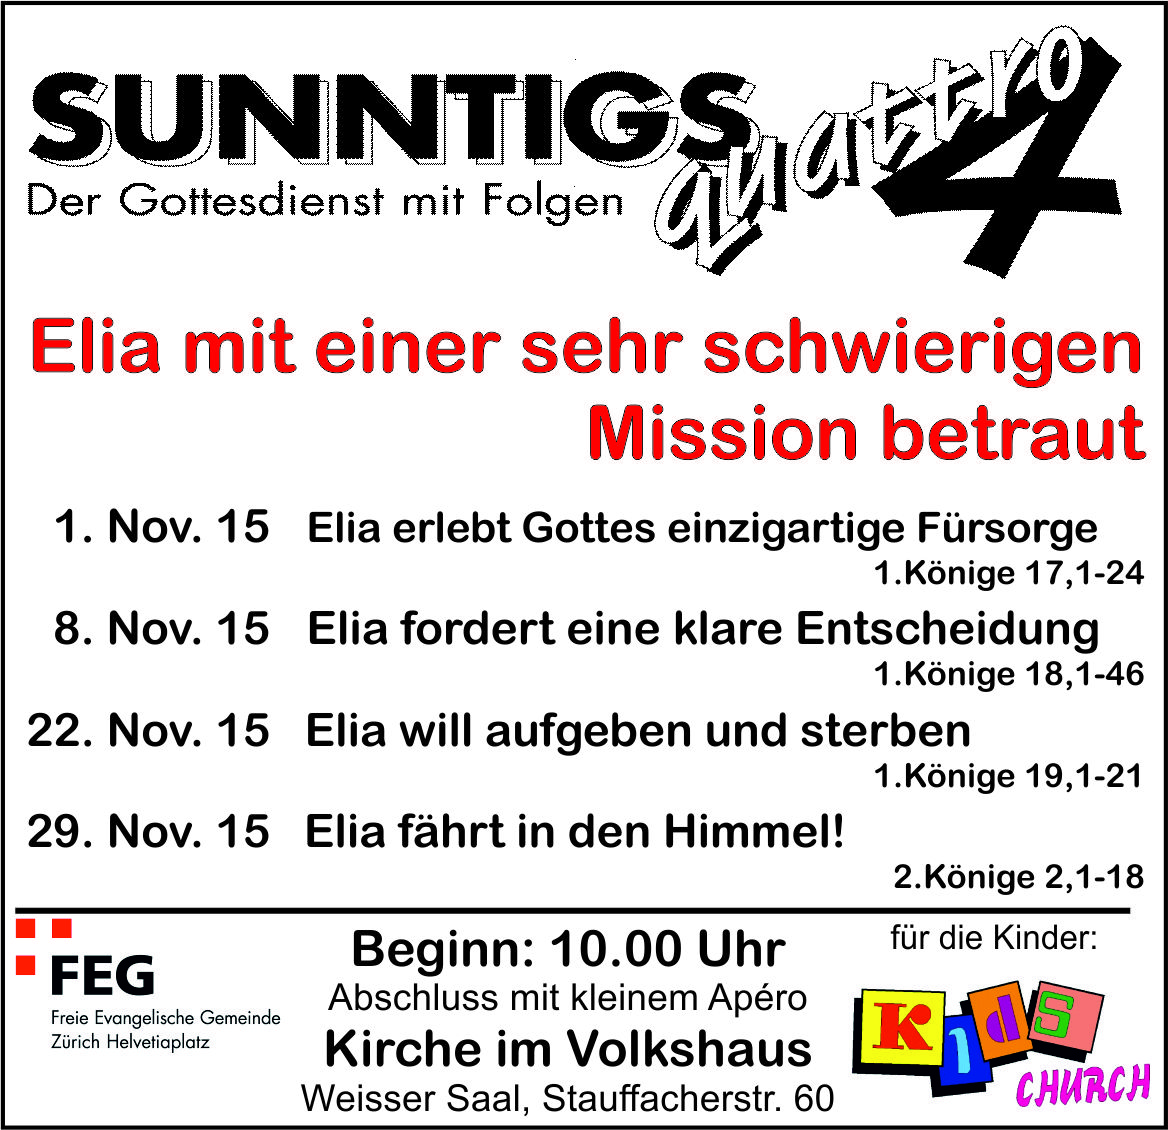 SUNNTIGS quattro 4
Der Gottesdienst mit Folgen
Elia mit einer sehr schwierigen
Mission betraut
1. Nov. 15 Elia erlebt Gottes einzigartige Fürsorge
1.Könige 17,1-24
8. Nov. 15 Elia fordert eine klare Entscheidung
1.Könige 18,1-46
22. Nov. 15 Elia will aufgeben und sterben
1.Könige 19,1-21
29. Nov. 15 Elia fährt in den Himmel!
2.Könige 2,1-18
FEG
Freie Evangelische Gemeinde
Zürich Helvetiaplatz
Beginn: 10.00 Uhr
Abschluss mit kleinem Apéro
Kirche im Volkshaus
Weisser Saal, Stauffacherstr. 60
für die Kinder:
KidS
CHURCH